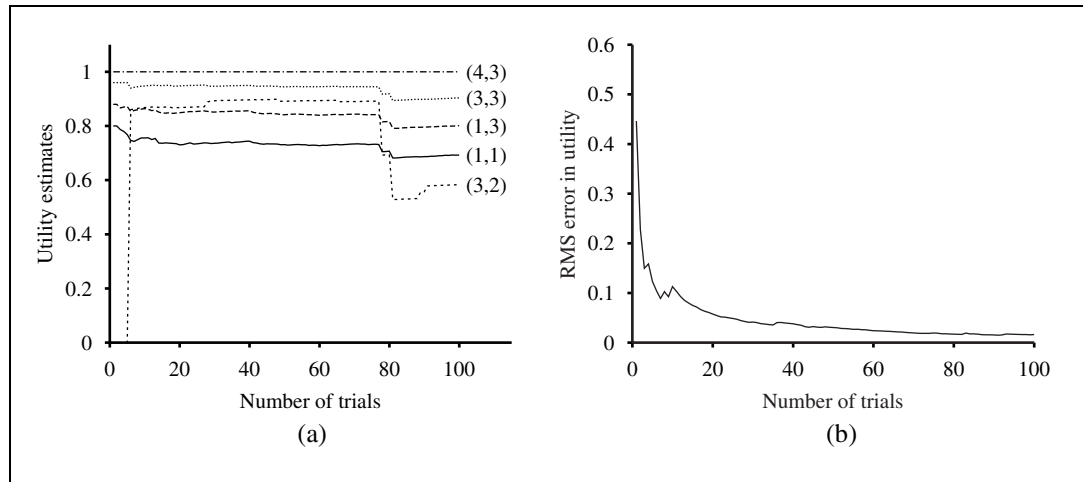 Utility estimates
1
0.8
0.6
0.4
0.2
0
0 20 40 60 80 100
Number of trials
(4,3)
(3,3)
(1,3)
(1,1)
(3,2)
(a)
RMS error in utility
0.6
0.5
0.4
0.3
0.2
0.1
0
0 20 40 60 80 100
Number of trials
(b)